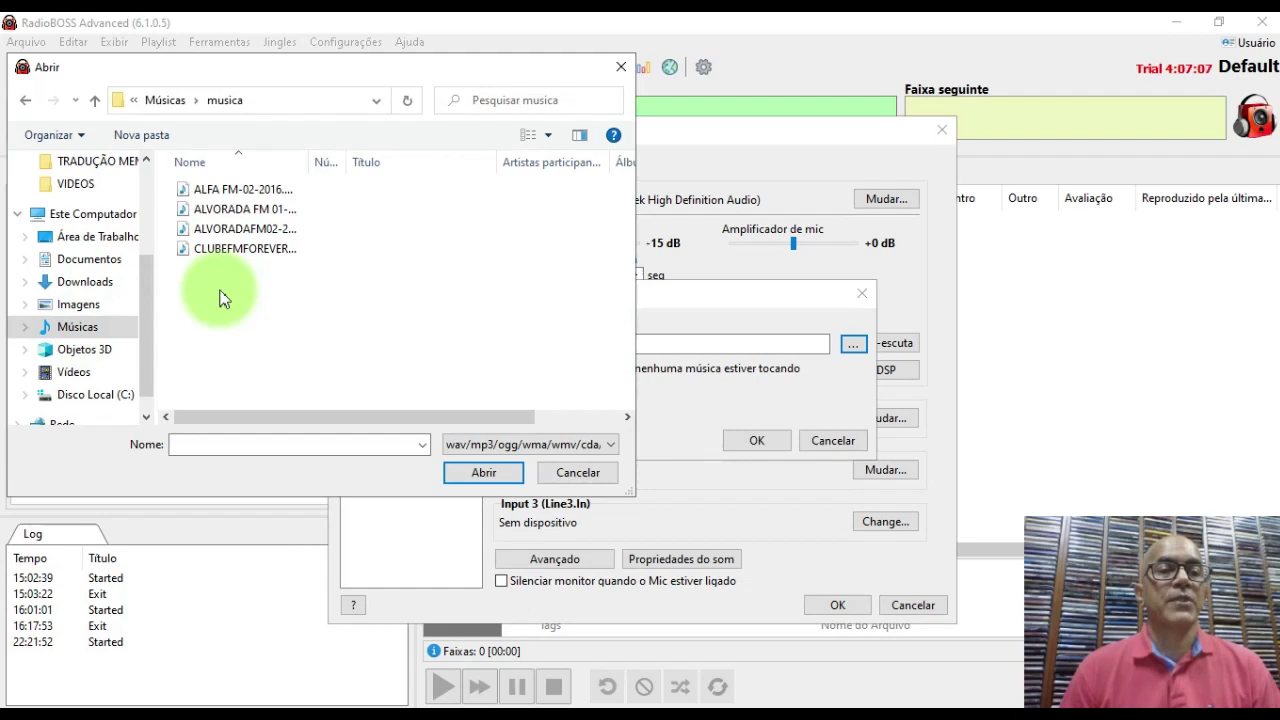 RadioBOSS Advanced (6.1.0.5)
Arquivo Editar Exibir Playlist Ferramentas Jingles Configurações Ajuda
Usuário
Trial 4:07:07 Default
Faixa seguinte
Abrir
« Músicas › musica
Pesquisar musica
Organizar Nova pasta
TRADUÇÃO MEN
VIDEOS
Este Computador
Área de Trabalho
Documentos
Downloads
Imagens
Músicas
Objetos 3D
Vídeos
Disco Local (C:)
Rede
Nome Nú... Título Artistas participan... Álbu
ALFA FM-02-2016....
ALVORADA FM 01-...
ALVORADAFM02-2...
CLUBEFMFOREVER...
Nome:
wav/mp3/ogg/wma/wmv/cda,
Abrir Cancelar
ntro Outro Avaliação Reproduzido pela última...
ek High Definition Audio) Mudar...
Amplificador de mic
-15 dB +0 dB
seg
... -escuta
nenhuma música estiver tocando
DSP
udar...
OK Cancelar
Mudar...
Input 3 (Line3.In)
Sem dispositivo
Change...
Avançado Propriedades do som
Silenciar monitor quando o Mic estiver ligado
? OK Cancelar
Tags Nome do Arquivo
Faixas: 0 [00:00]
Log
Tempo Título
15:02:39 Started
15:03:22 Exit
16:01:01 Started
16:17:53 Exit
22:21:52 Started